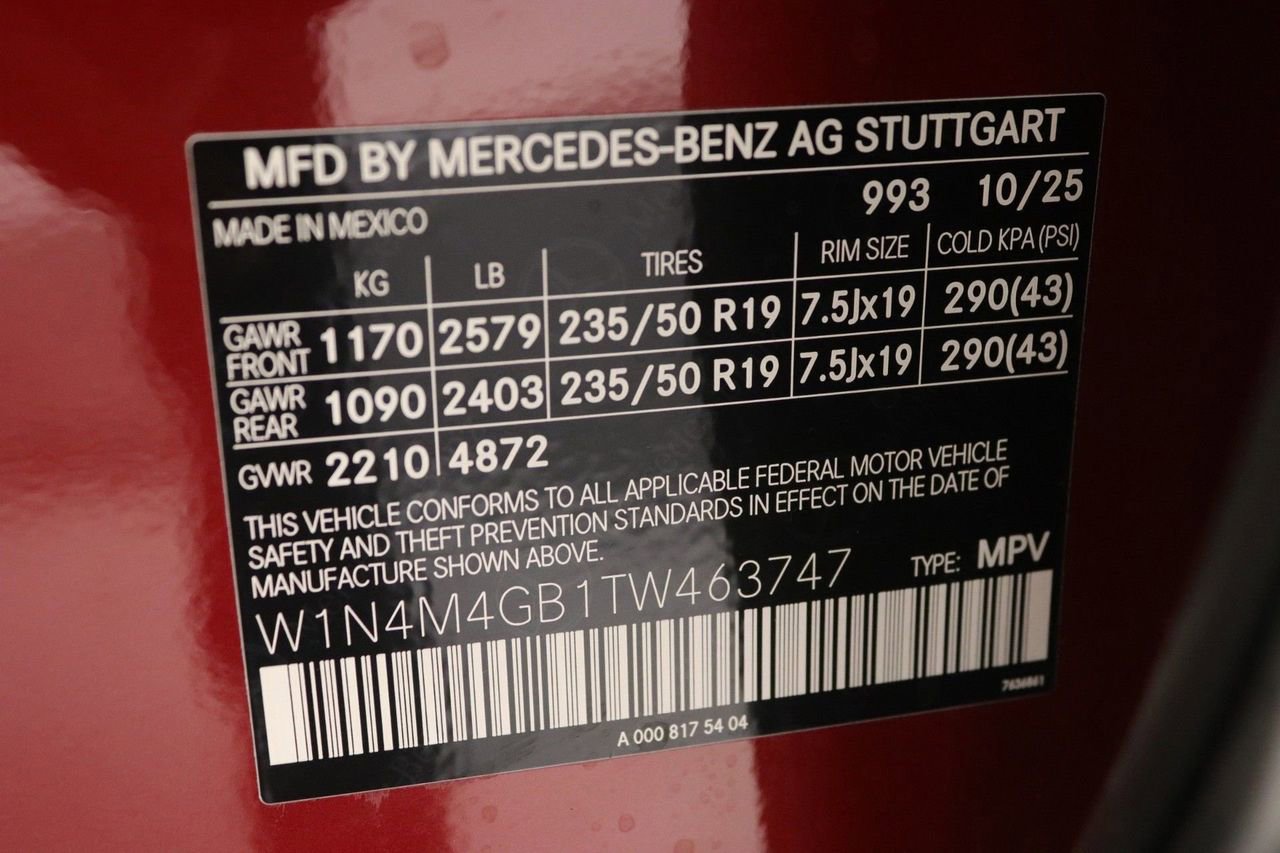 MFD BY MERCEDES-BENZ AG STUTTGART
993 10/25
MADE IN MEXICO
KG LB TIRES RIM SIZE COLD KPA (PSI)
GAWR FRONT 1170 2579 235/50 R19 7.5Jx19 290(43)
GAWR REAR 1090 2403 235/50 R19 7.5Jx19 290(43)
GVWR 2210 4872
THIS VEHICLE CONFORMS TO ALL APPLICABLE FEDERAL MOTOR VEHICLE
SAFETY AND THEFT PREVENTION STANDARDS IN EFFECT ON THE DATE OF
MANUFACTURE SHOWN ABOVE.
W1N4M4GB1TW463747 TYPE: MPV
A 000 817 54 04